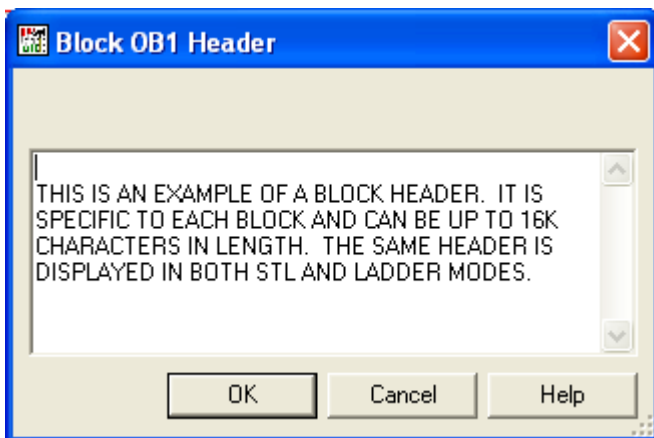 Block OB1 Header
THIS IS AN EXAMPLE OF A BLOCK HEADER.  IT IS
SPECIFIC TO EACH BLOCK AND CAN BE UP TO 16K
CHARACTERS IN LENGTH.  THE SAME HEADER IS
DISPLAYED IN BOTH STL AND LADDER MODES.
OK Cancel Help